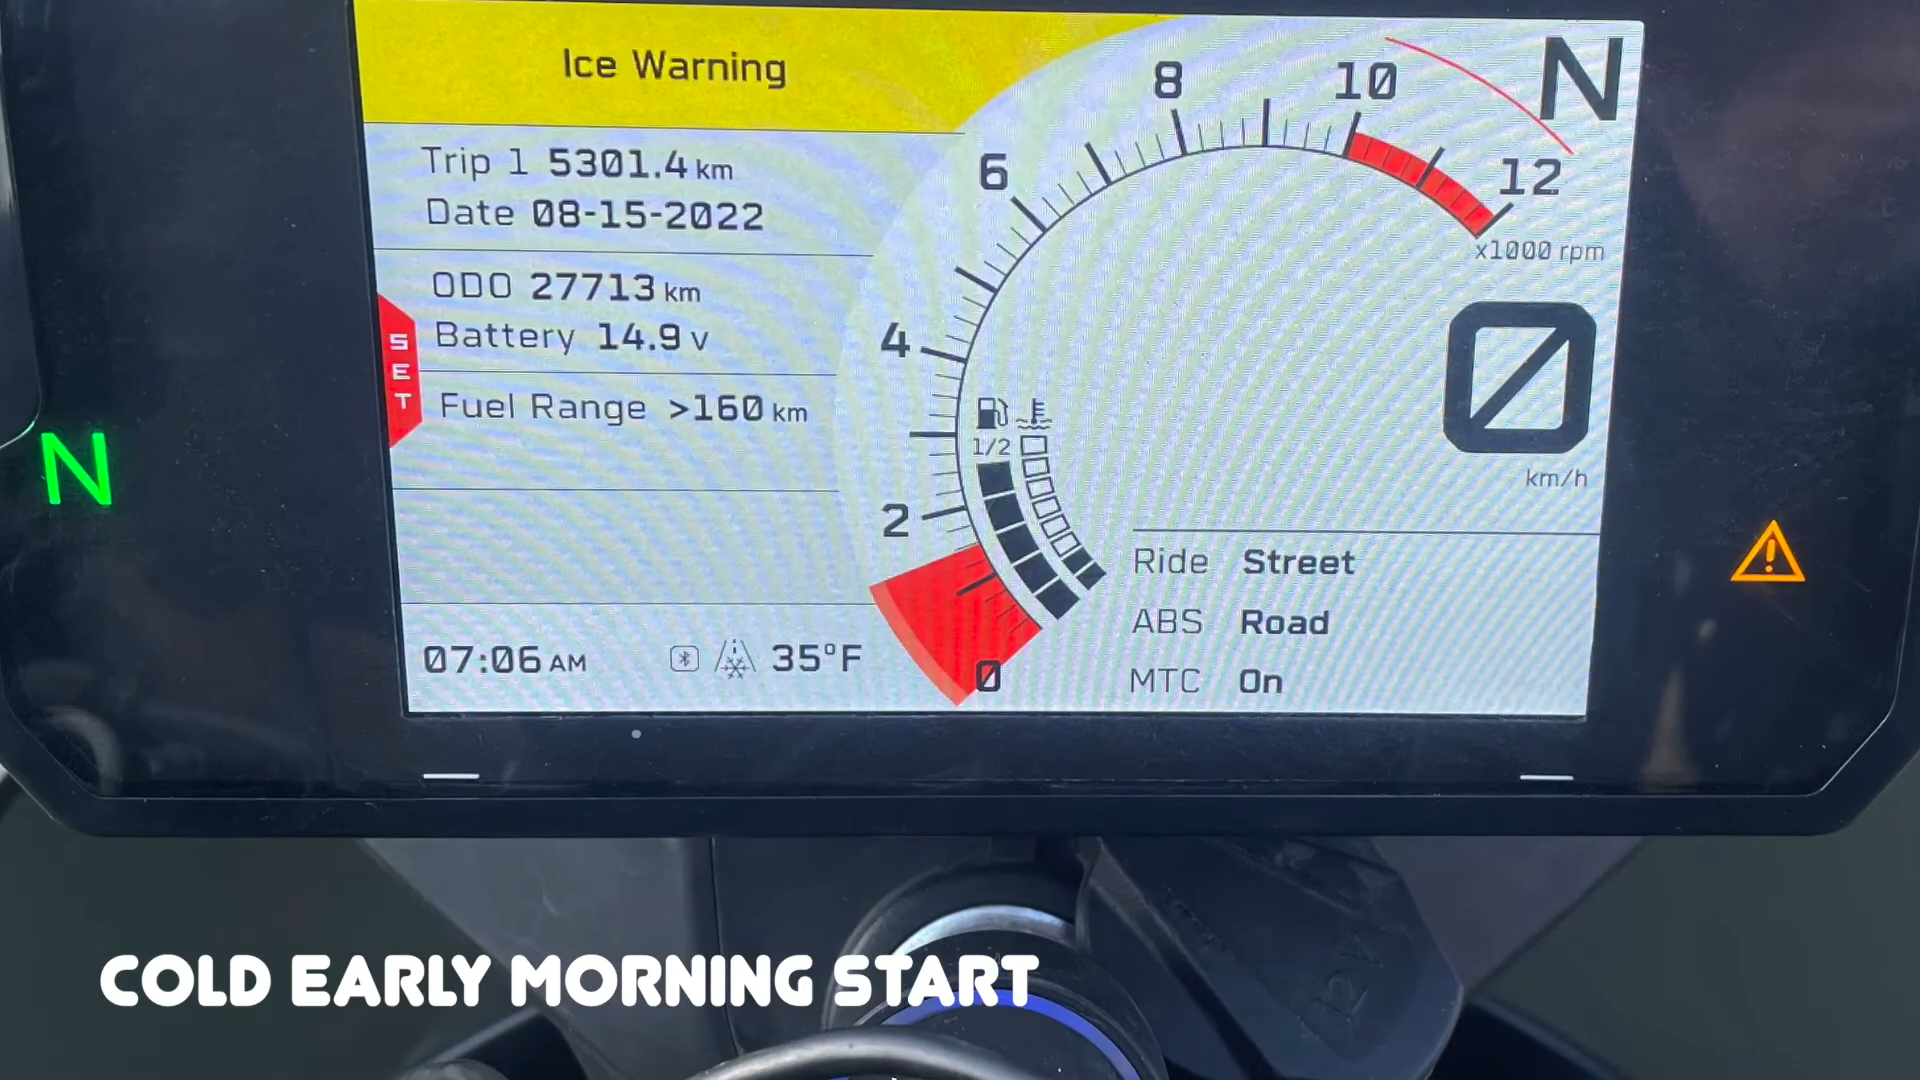 Ice Warning
Trip 1 5301.4 km
Date 08-15-2022
ODO 27713 km
Battery 14.9 v
SET
Fuel Range >160 km
07:06 AM
35°F
N
N
0
2
4
6
8
10
12
x1000 rpm
0
km/h
1/2
Ride Street
ABS Road
MTC On
12V
COLD EARLY MORNING START